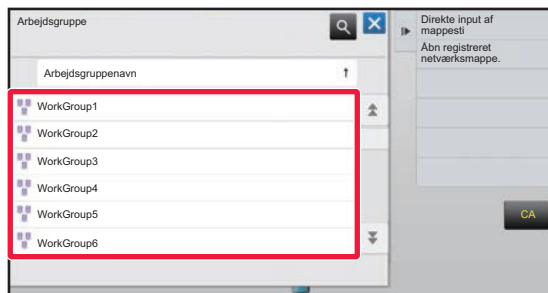 Arbejdsgruppe
Arbejdsgruppenavn
WorkGroup1
WorkGroup2
WorkGroup3
WorkGroup4
WorkGroup5
WorkGroup6
Direkte input af
mappesti
Åbn registreret
netværksmappe.
CA